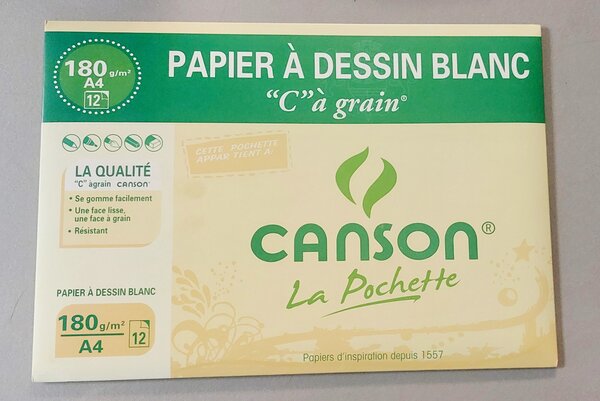 180 g/m²
A4
12
PAPIER À DESSIN BLANC
"C" à grain®
CETTE POCHETTE
APPARTIENT À:
LA QUALITÉ
"C" à grain CANSON®
• Se gomme facilement
• Une face lisse,
une face à grain
• Résistant
CANSON®
La Pochette
PAPIER À DESSIN BLANC
180 g/m²
A4
12
Papiers d'inspiration depuis 1557